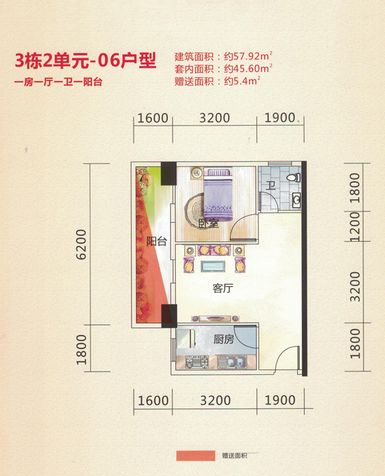 3栋2单元-06户型
一房一厅一卫一阳台
建筑面积：约57.92m²
套内面积：约45.60m²
赠送面积：约5.4m²
1600 3200 1900
6200
1800
1800
1200
3200
1800
卫
卧室
阳台
客厅
厨房
1600 3200 1900
赠送面积